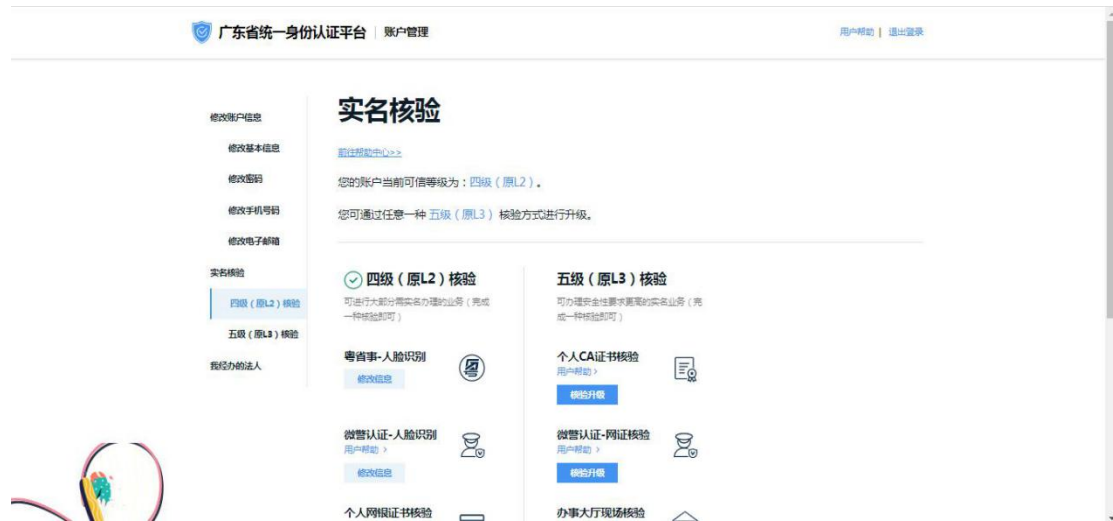 广东省统一身份认证平台 | 账户管理
用户帮助 | 退出登录
修改账户信息
修改基本信息
修改密码
修改手机号码
修改电子邮箱
实名核验
四级（原L2）核验
五级（原L3）核验
我经办的法人
实名核验
前往帮助中心>>
您的账户当前可信等级为：四级（原L2）。
您可通过任意一种 五级（原L3） 核验方式进行升级。
四级（原L2）核验
可进行大部分需实名办理的业务（完成
一种核验即可）
粤省事-人脸识别
修改信息
粤
微警认证-人脸识别
用户帮助 >
修改信息
个人网银证书核验
五级（原L3）核验
可办理安全性要求更高的实名业务（完
成一种核验即可）
个人CA证书核验
用户帮助 >
核验升级
微警认证-网证核验
用户帮助 >
核验升级
办事大厅现场核验